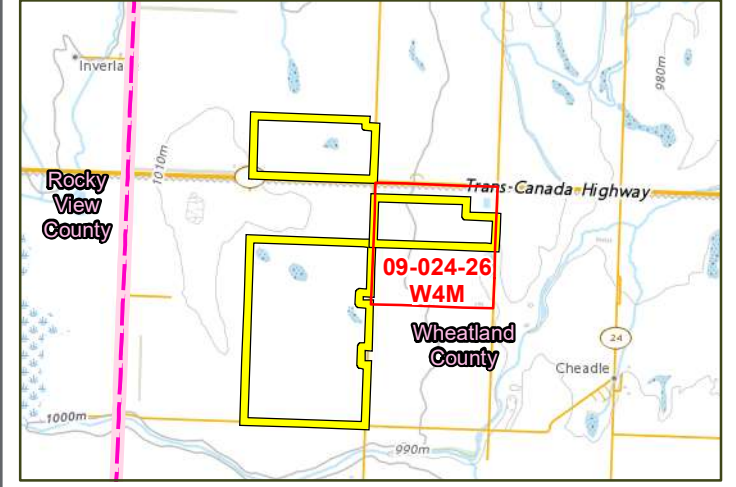 Inverla
980m
1010m
Rocky
View
County
Trans-Canada Highway
09-024-26
W4M
Wheatland
County
24
Cheadle
1000m
990m